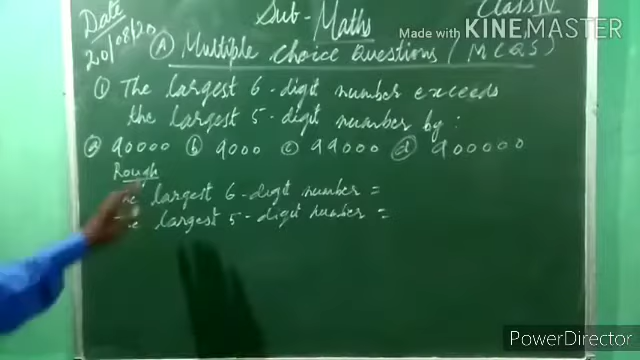 Date
20/08/20
Sub-Maths
Class IV
Made with KINEMASTER
(A) Multiple Choice Questions (MCQS)
(1) The largest 6-digit number exceeds
the largest 5-digit number by:
(a) 90000 (b) 9000 (c) 99000 (d) 900000
Rough
largest 6-digit number =
largest 5-digit number =
PowerDirector